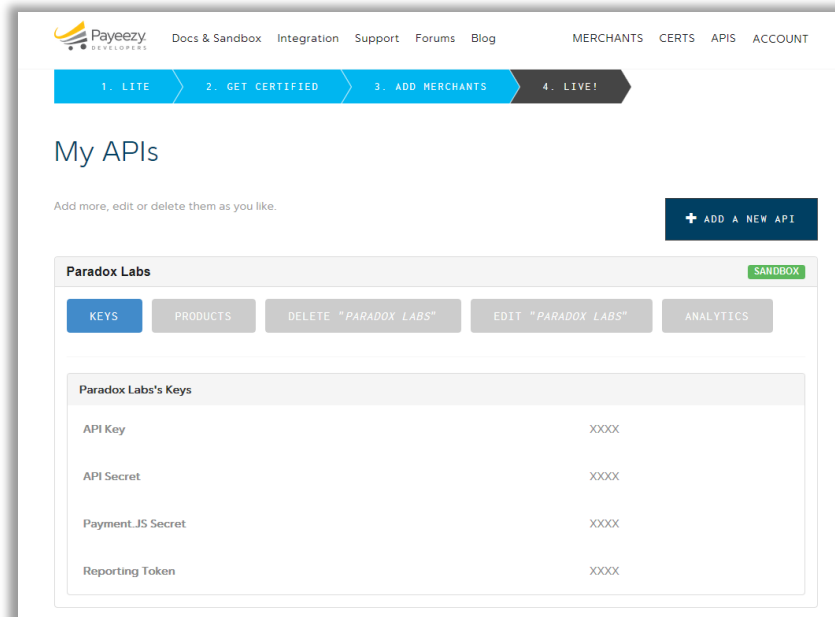 Payeezy
DEVELOPERS
Docs & Sandbox Integration Support Forums Blog MERCHANTS CERTS APIS ACCOUNT
1. LITE 2. GET CERTIFIED 3. ADD MERCHANTS 4. LIVE!
My APIs
Add more, edit or delete them as you like.
+ ADD A NEW API
Paradox Labs SANDBOX
KEYS PRODUCTS DELETE "PARADOX LABS" EDIT "PARADOX LABS" ANALYTICS
Paradox Labs's Keys
API Key XXXX
API Secret XXXX
Payment.JS Secret XXXX
Reporting Token XXXX